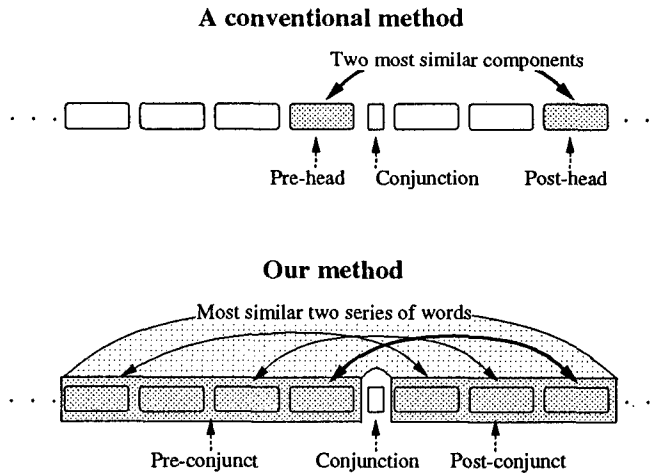 A conventional method
Two most similar components
. . .
. .
Pre-head Conjunction Post-head
Our method
Most similar two series of words
. . .
. .
Pre-conjunct Conjunction Post-conjunct